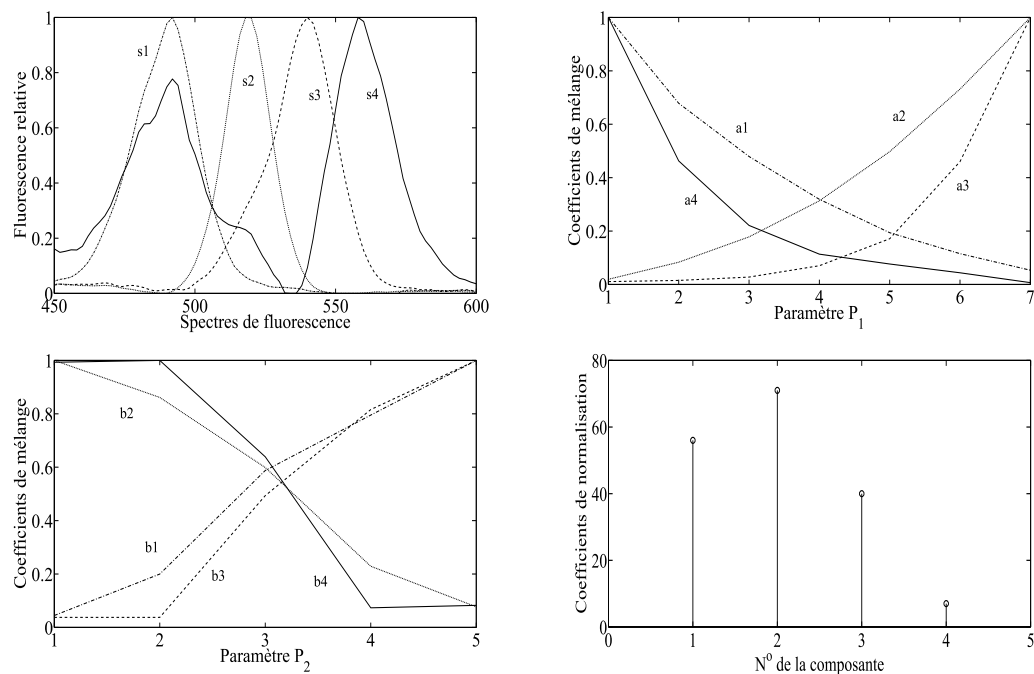 1
0.8
0.6
0.4
0.2
0
450
500
550
600
Fluorescence relative
Spectres de fluorescence
s1
s2
s3
s4
1
0.8
0.6
0.4
0.2
0
1
2
3
4
5
6
7
Coefficients de mélange
Paramètre P1
a1
a2
a3
a4
1
0.8
0.6
0.4
0.2
0
1
2
3
4
5
Coefficients de mélange
Paramètre P2
b1
b2
b3
b4
80
60
40
20
0
0
1
2
3
4
5
Coefficients de normalisation
N° de la composante